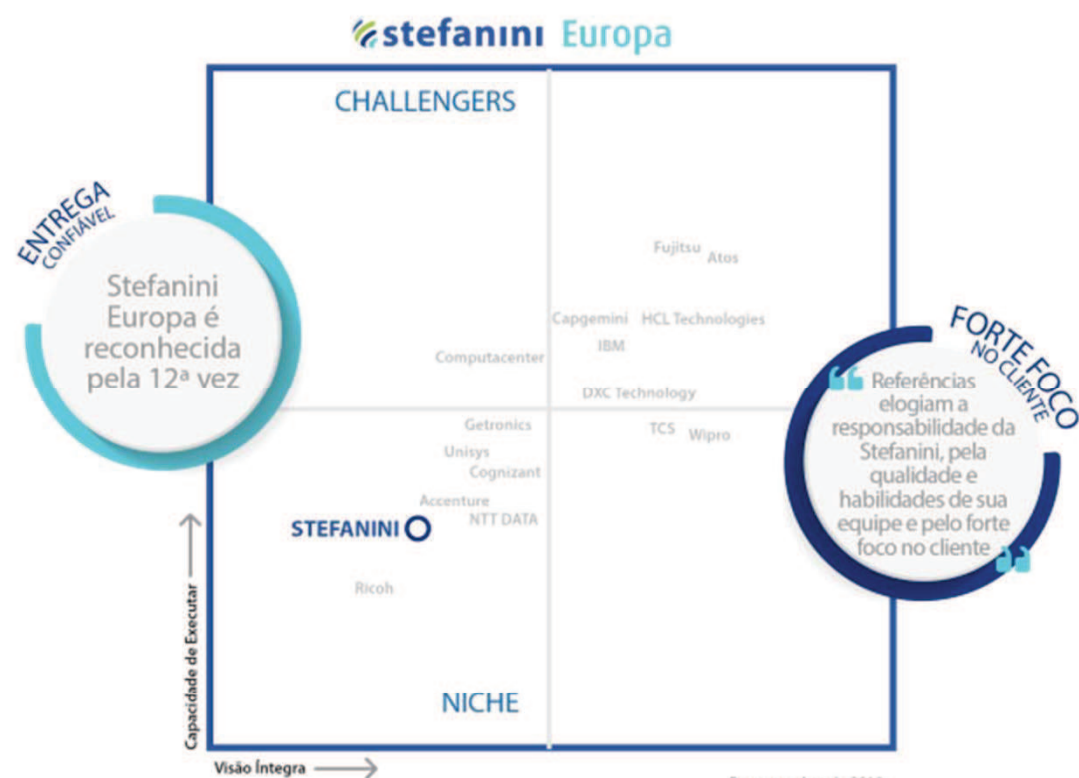 stefanini Europa
CHALLENGERS
ENTREGA
CONFIÁVEL
Stefanini
Europa é
reconhecida
pela 12ª vez
Fujitsu
Atos
Capgemini
HCL Technologies
IBM
Computacenter
DXC Technology
FORTE FOCO
NO CLIENTE
Referências
elogiam a
responsabilidade da
Stefanini, pela
qualidade e
habilidades de sua
equipe e pelo forte
foco no cliente
Getronics
TCS
Wipro
Unisys
Cognizant
Accenture
NTT DATA
STEFANINI
Ricoh
NICHE
Capacidade de Executar
Visão Íntegra